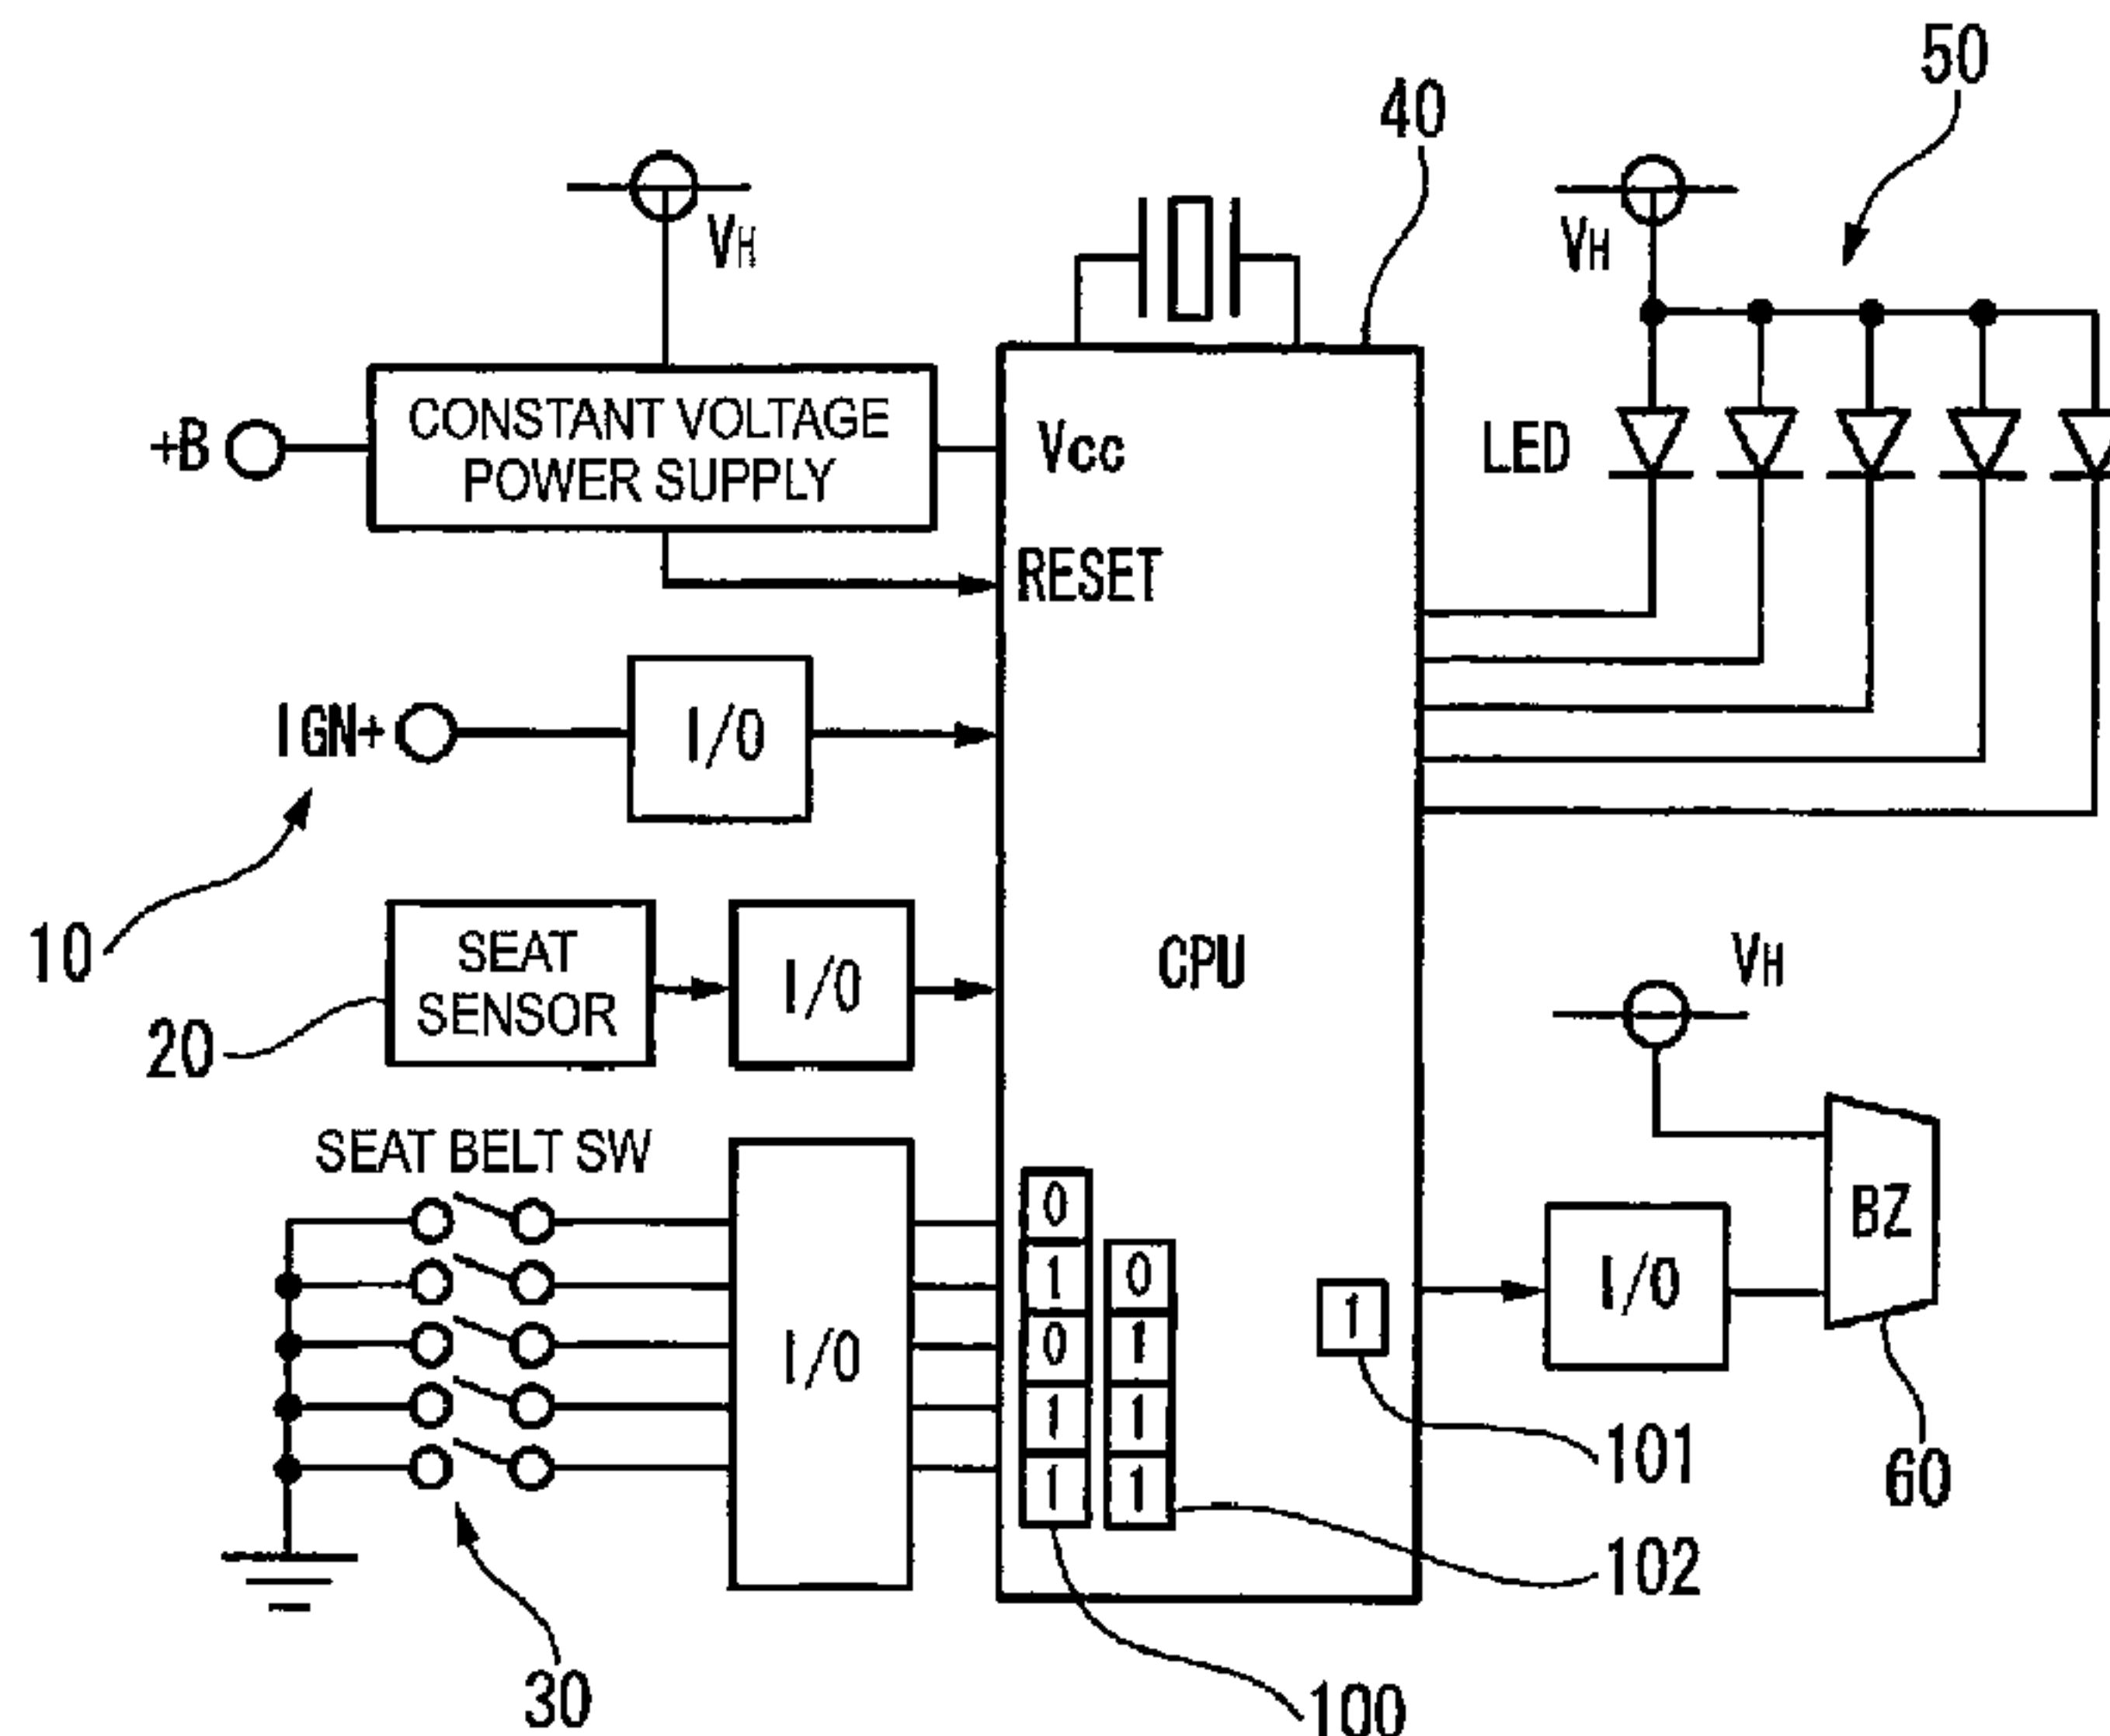 50
40
VH
VH
+B
CONSTANT VOLTAGE
POWER SUPPLY
Vcc
LED
RESET
IGN+
I/O
10
SEAT
SENSOR
I/O
CPU
VH
20
SEAT BELT SW
I/O
0
1
0
1
1
0
1
1
1
1
I/O
BZ
101
60
102
30
100